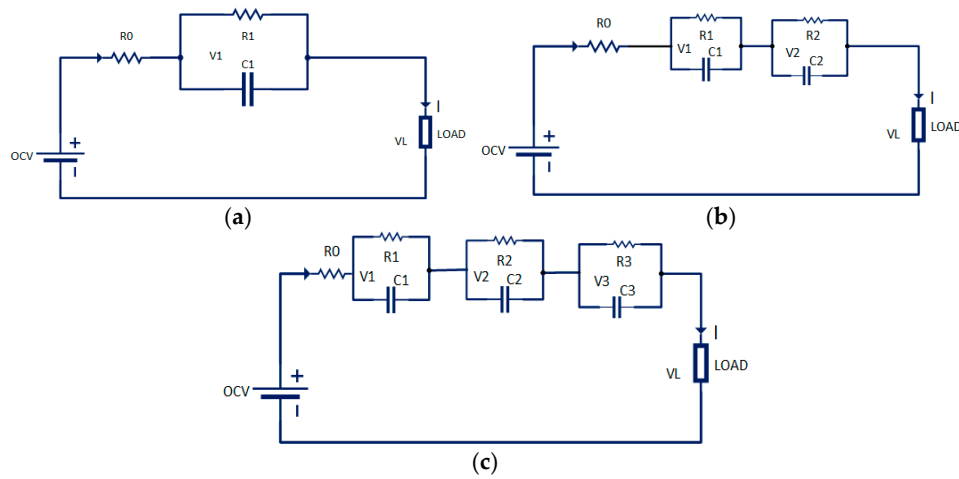 R0
R1
V1
C1
I
VL
LOAD
OCV
+
(a)
R0
R1
V1
C1
R2
V2
C2
I
VL
LOAD
OCV
+
(b)
R0
R1
V1
C1
R2
V2
C2
R3
V3
C3
I
VL
LOAD
OCV
+
(c)